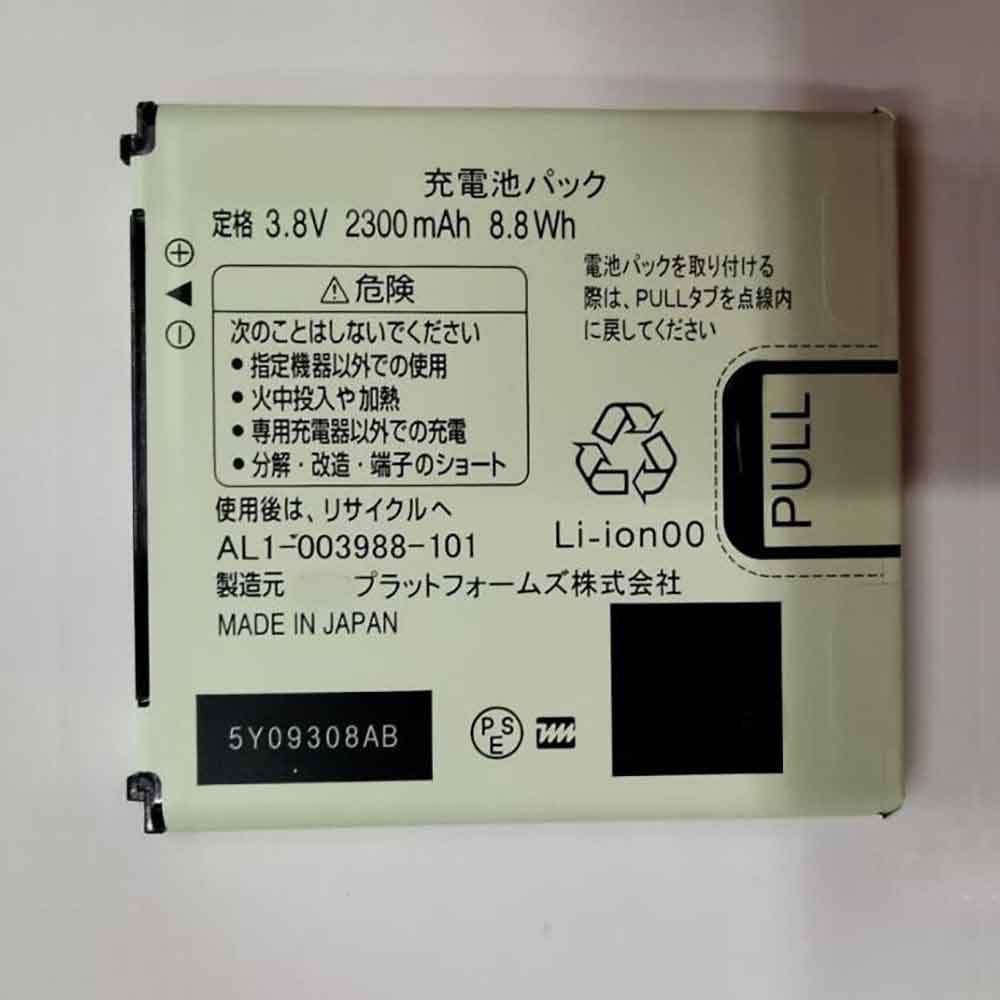 充電池パック
定格 3.8V 2300mAh 8.8Wh
⚠危険
次のことはしないでください
•指定機器以外での使用
•火中投入や加熱
•専用充電器以外での充電
•分解・改造・端子のショート
電池パックを取り付ける
際は、PULLタブを点線内
に戻してください
PULL
使用後は、リサイクルへ
Li-ion00
AL1-003988-101
製造元 プラットフォームズ株式会社
MADE IN JAPAN
5Y09308AB
PSE